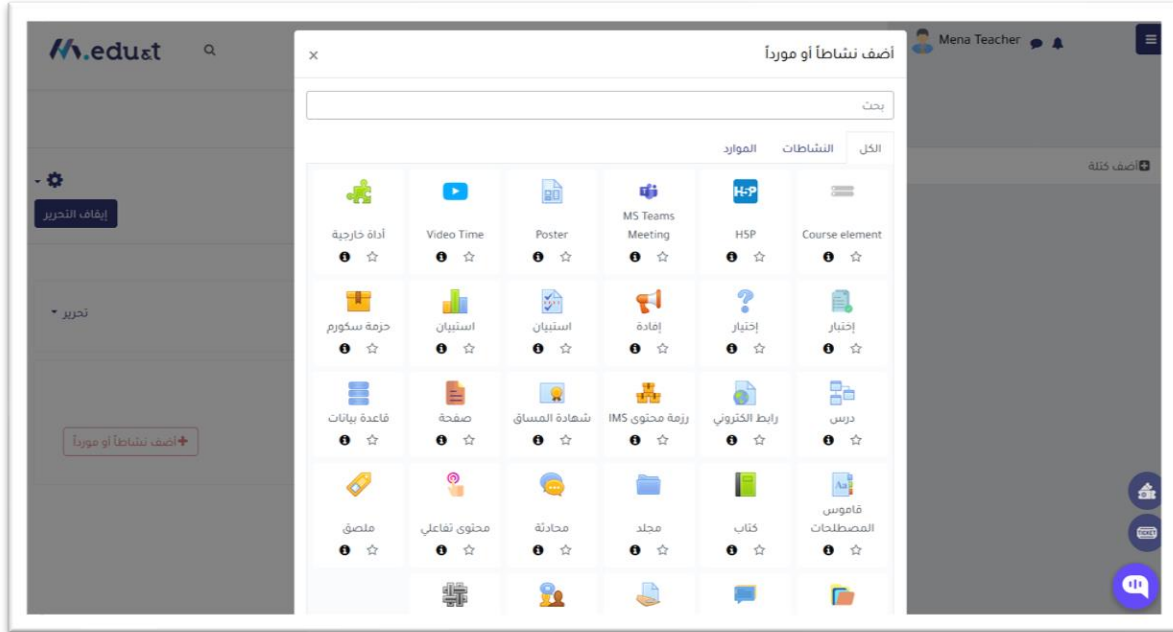 M.edu&t
Mena Teacher
أضف نشاطاً أو مورداً
×
بحث
الكل
النشاطات
الموارد
أضف كتلة
إيقاف التحرير
تحرير
أضف نشاطاً أو مورداً
Course element
H5P
MS Teams
Meeting
Poster
Video Time
أداة خارجية
إختبار
إختيار
إفادة
استبيان
استبيان
حزمة سكورم
درس
رابط الكتروني
رزمة محتوى IMS
شهادة المساق
صفحة
قاعدة بيانات
قاموس
المصطلحات
كتاب
مجلد
محادثة
محتوى تفاعلي
ملصق
TICKET